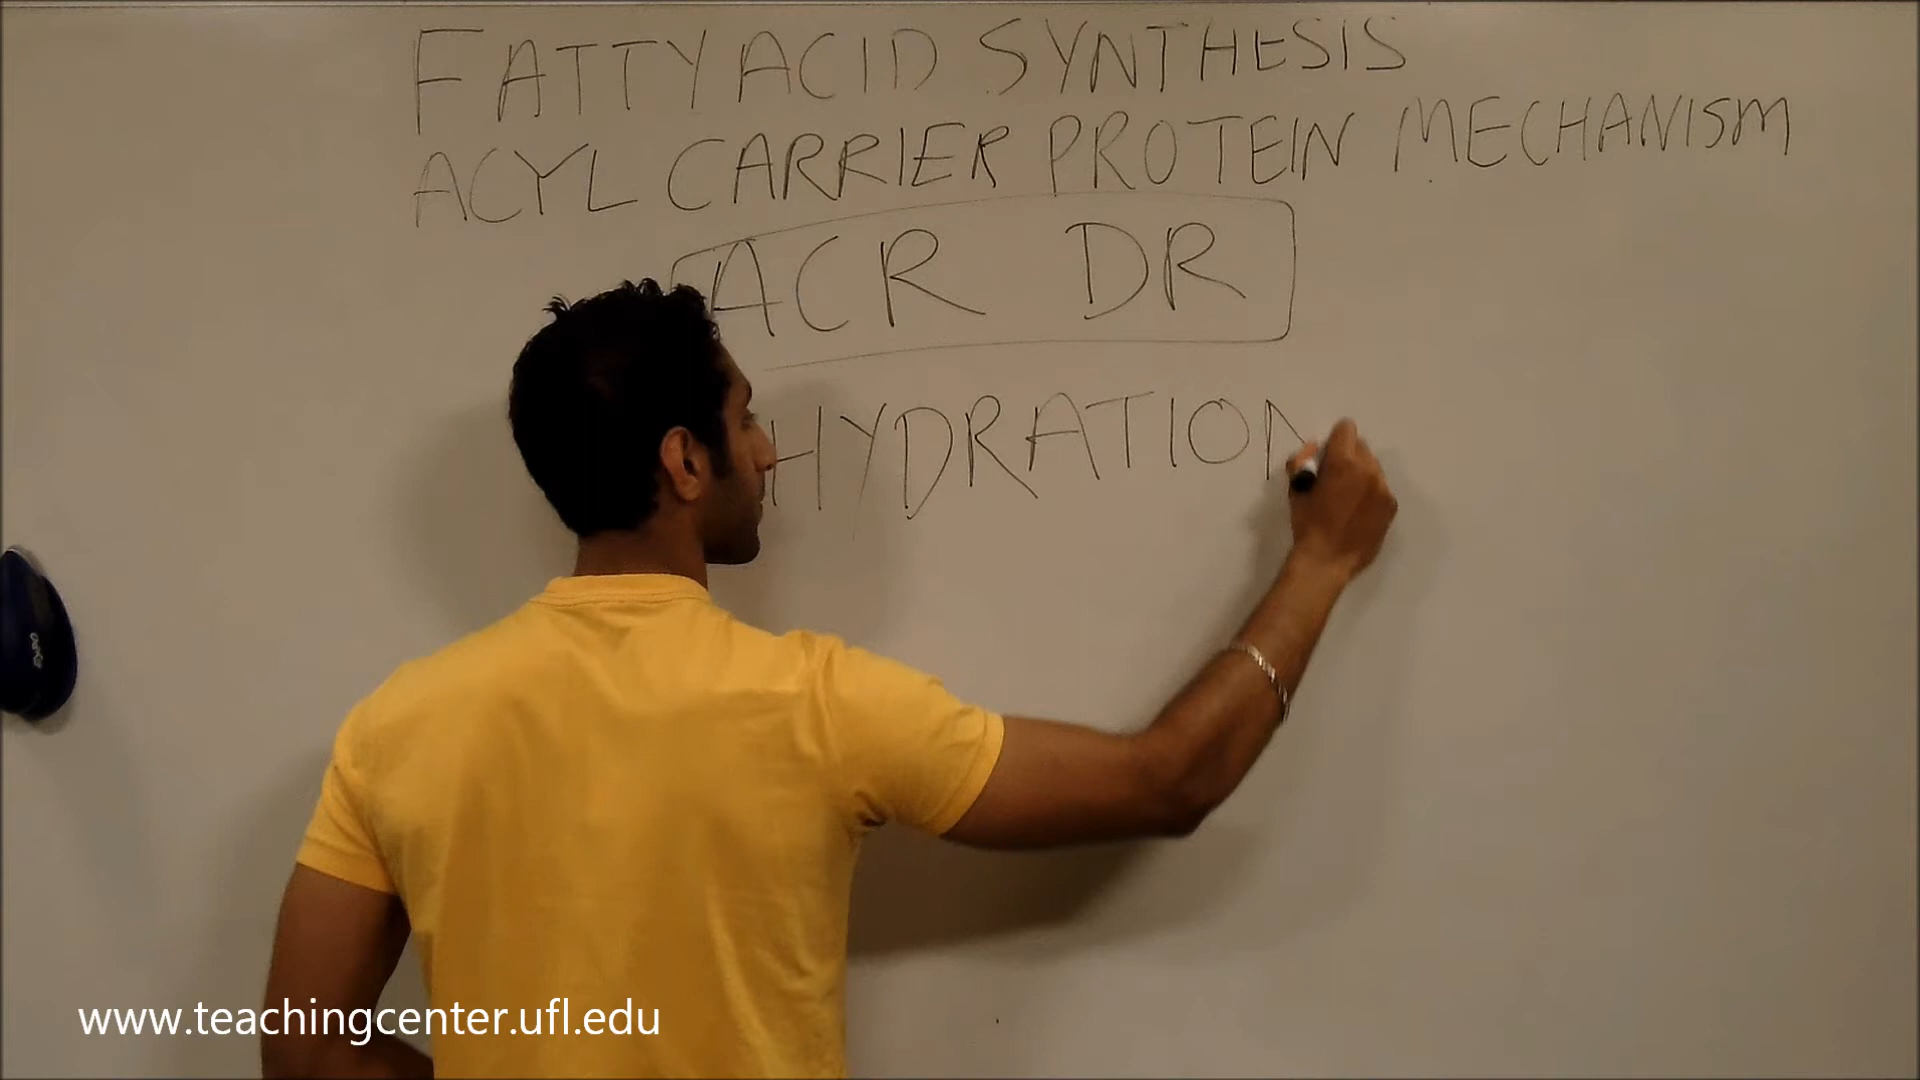 FATTY ACID SYNTHESIS
ACYL CARRIER PROTEIN MECHANISM
ACR DR
HYDRATION
www.teachingcenter.ufl.edu